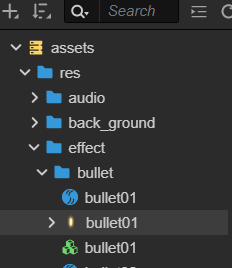 Search
assets
res
audio
back_ground
effect
bullet
bullet01
bullet01
bullet01